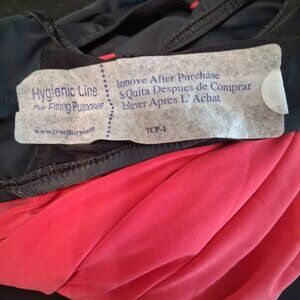 Hygienic Line
For Fitting Purposes
Remove After Purchase
Quita Despues de Comprar
Enlever Apres L'Achat
TCP-1